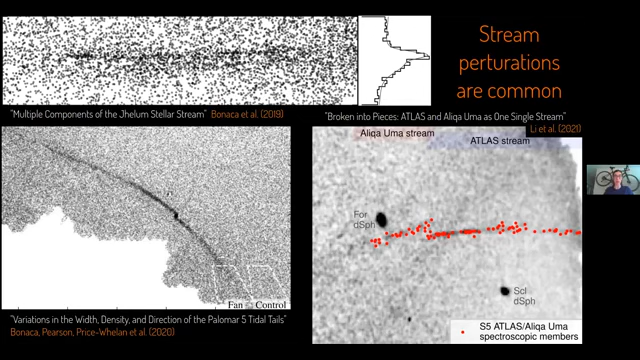 Stream
perturations
are common
"Multiple Components of the Jhelum Stellar Stream" Bonaca et al. (2019)
"Broken into Pieces: ATLAS and Aliqa Uma as One Single Stream"
Li et al. (2021)
Aliqa Uma stream
ATLAS stream
For
dSph
Scl
dSph
S5 ATLAS/Aliqa Uma
spectroscopic members
Fan
Control
"Variations in the Width, Density, and Direction of the Palomar 5 Tidal Tails"
Bonaca, Pearson, Price-Whelan et al. (2020)